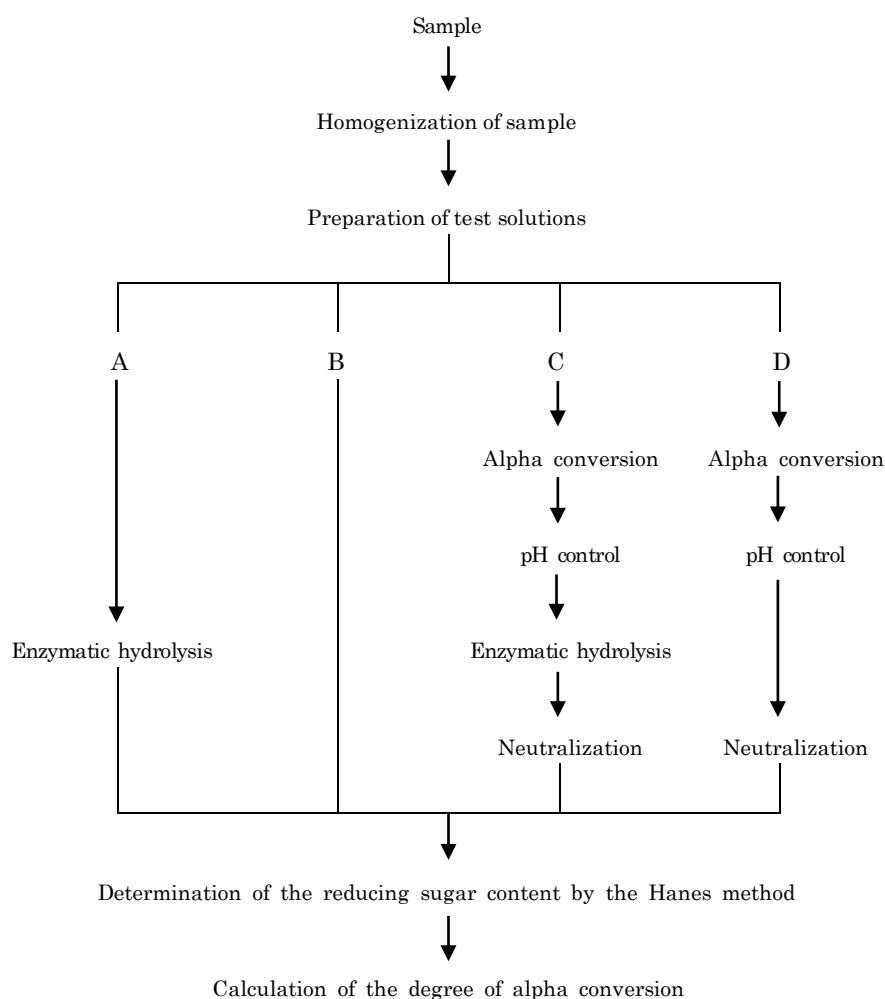 Sample
Homogenization of sample
Preparation of test solutions
A B C D
Alpha conversion Alpha conversion
pH control pH control
Enzymatic hydrolysis Enzymatic hydrolysis
Neutralization Neutralization
Determination of the reducing sugar content by the Hanes method
Calculation of the degree of alpha conversion